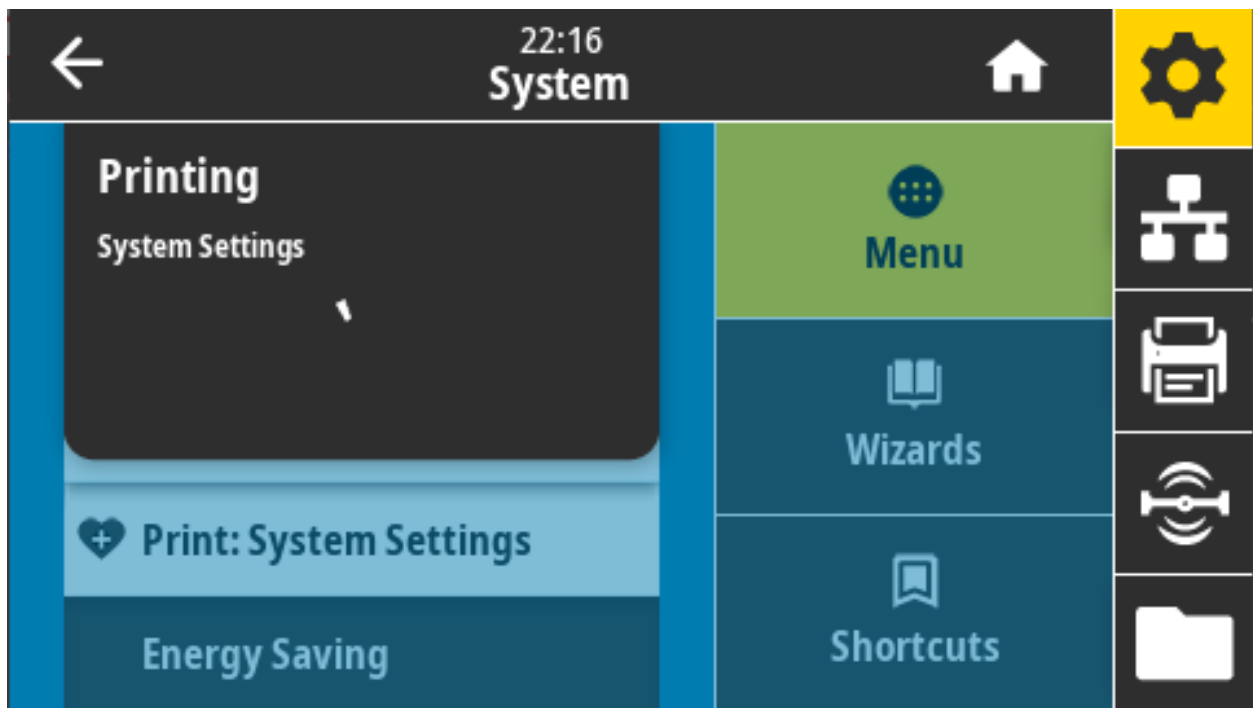 22:16
System
Printing
System Settings
Print: System Settings
Energy Saving
Menu
Wizards
Shortcuts